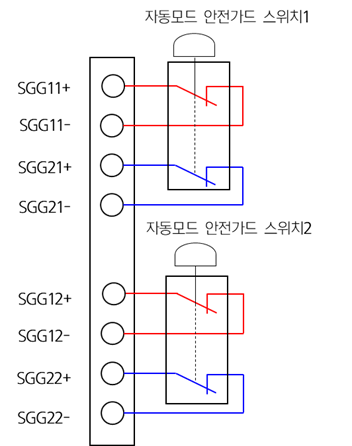 자동모드 안전가드 스위치1
SGG11+
SGG11-
SGG21+
SGG21-
자동모드 안전가드 스위치2
SGG12+
SGG12-
SGG22+
SGG22-